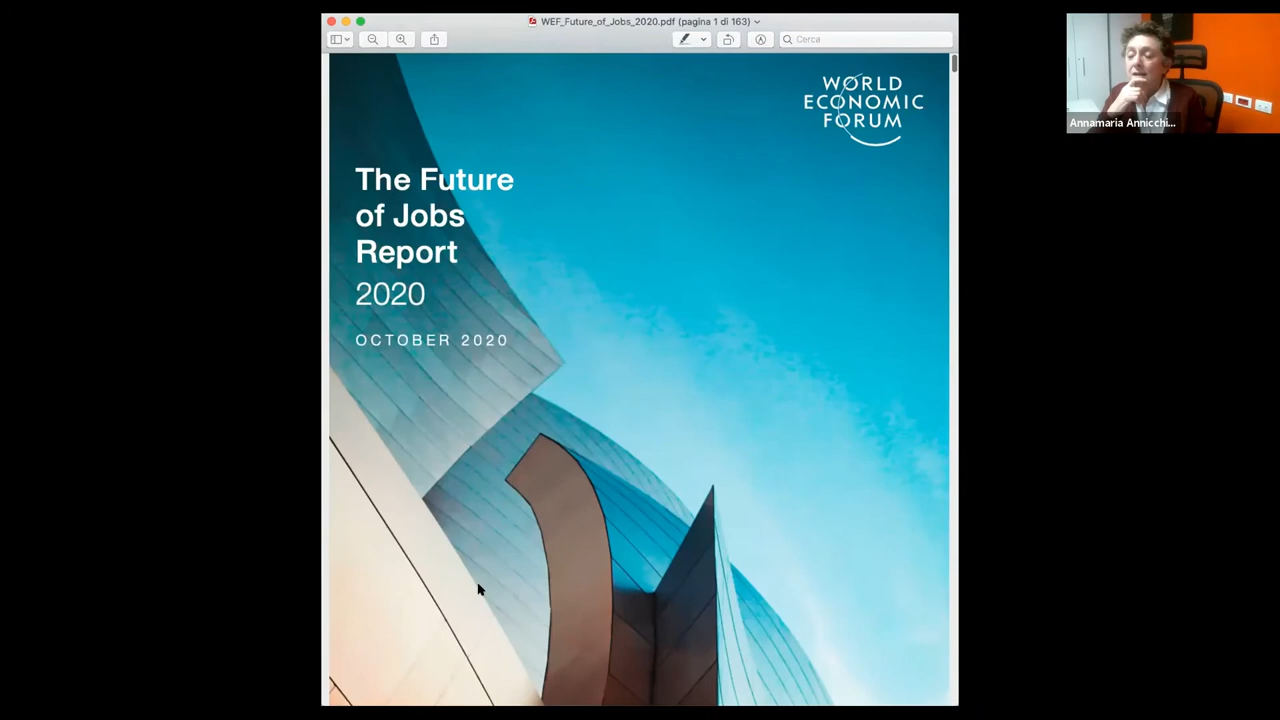 WEF_Future_of_Jobs_2020.pdf (pagina 1 di 163)
Cerca
WORLD
ECONOMIC
FORUM
The Future
of Jobs
Report
2020
OCTOBER 2020
Annamaria Annicchi...